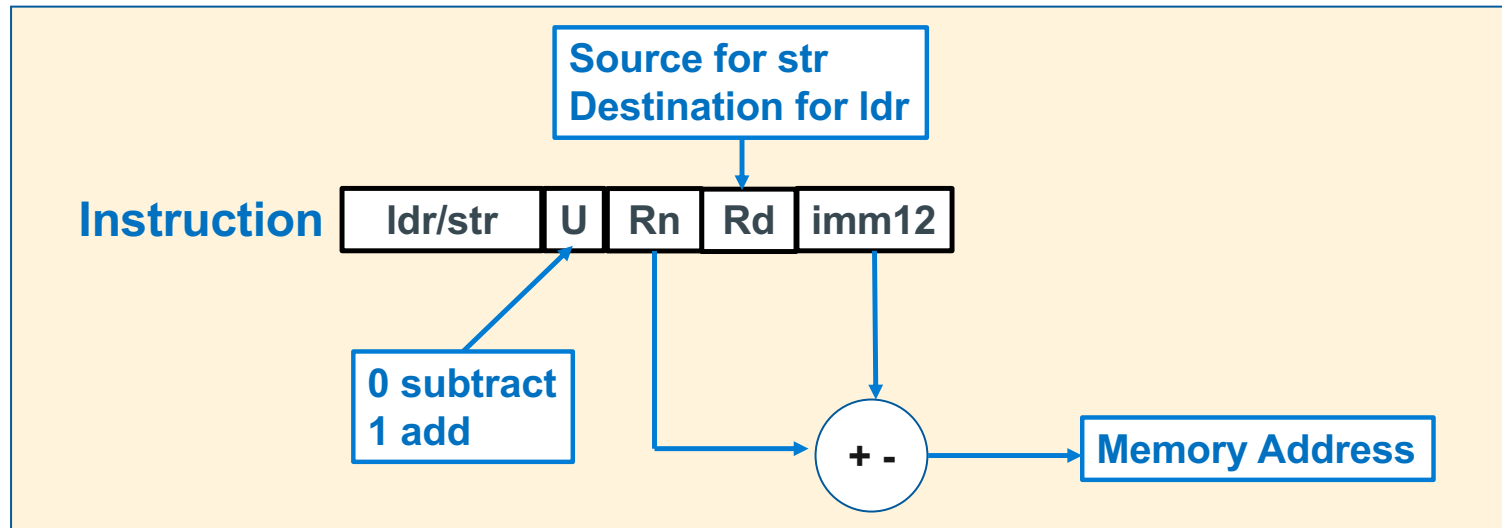 Source for str
Destination for ldr
Instruction ldr/str U Rn Rd imm12
0 subtract
1 add
+ -
Memory Address